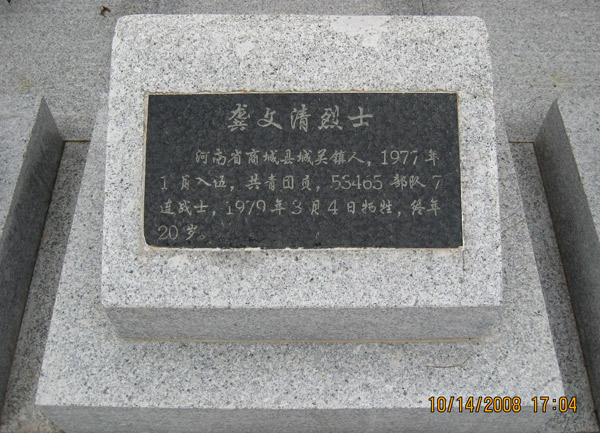 龚文清烈士
河南省商城县城关镇人，1977年
1月入伍，共青团员，53465部队7
连战士，1979年3月4日牺牲，终年
20岁。
10/14/2008 17:04